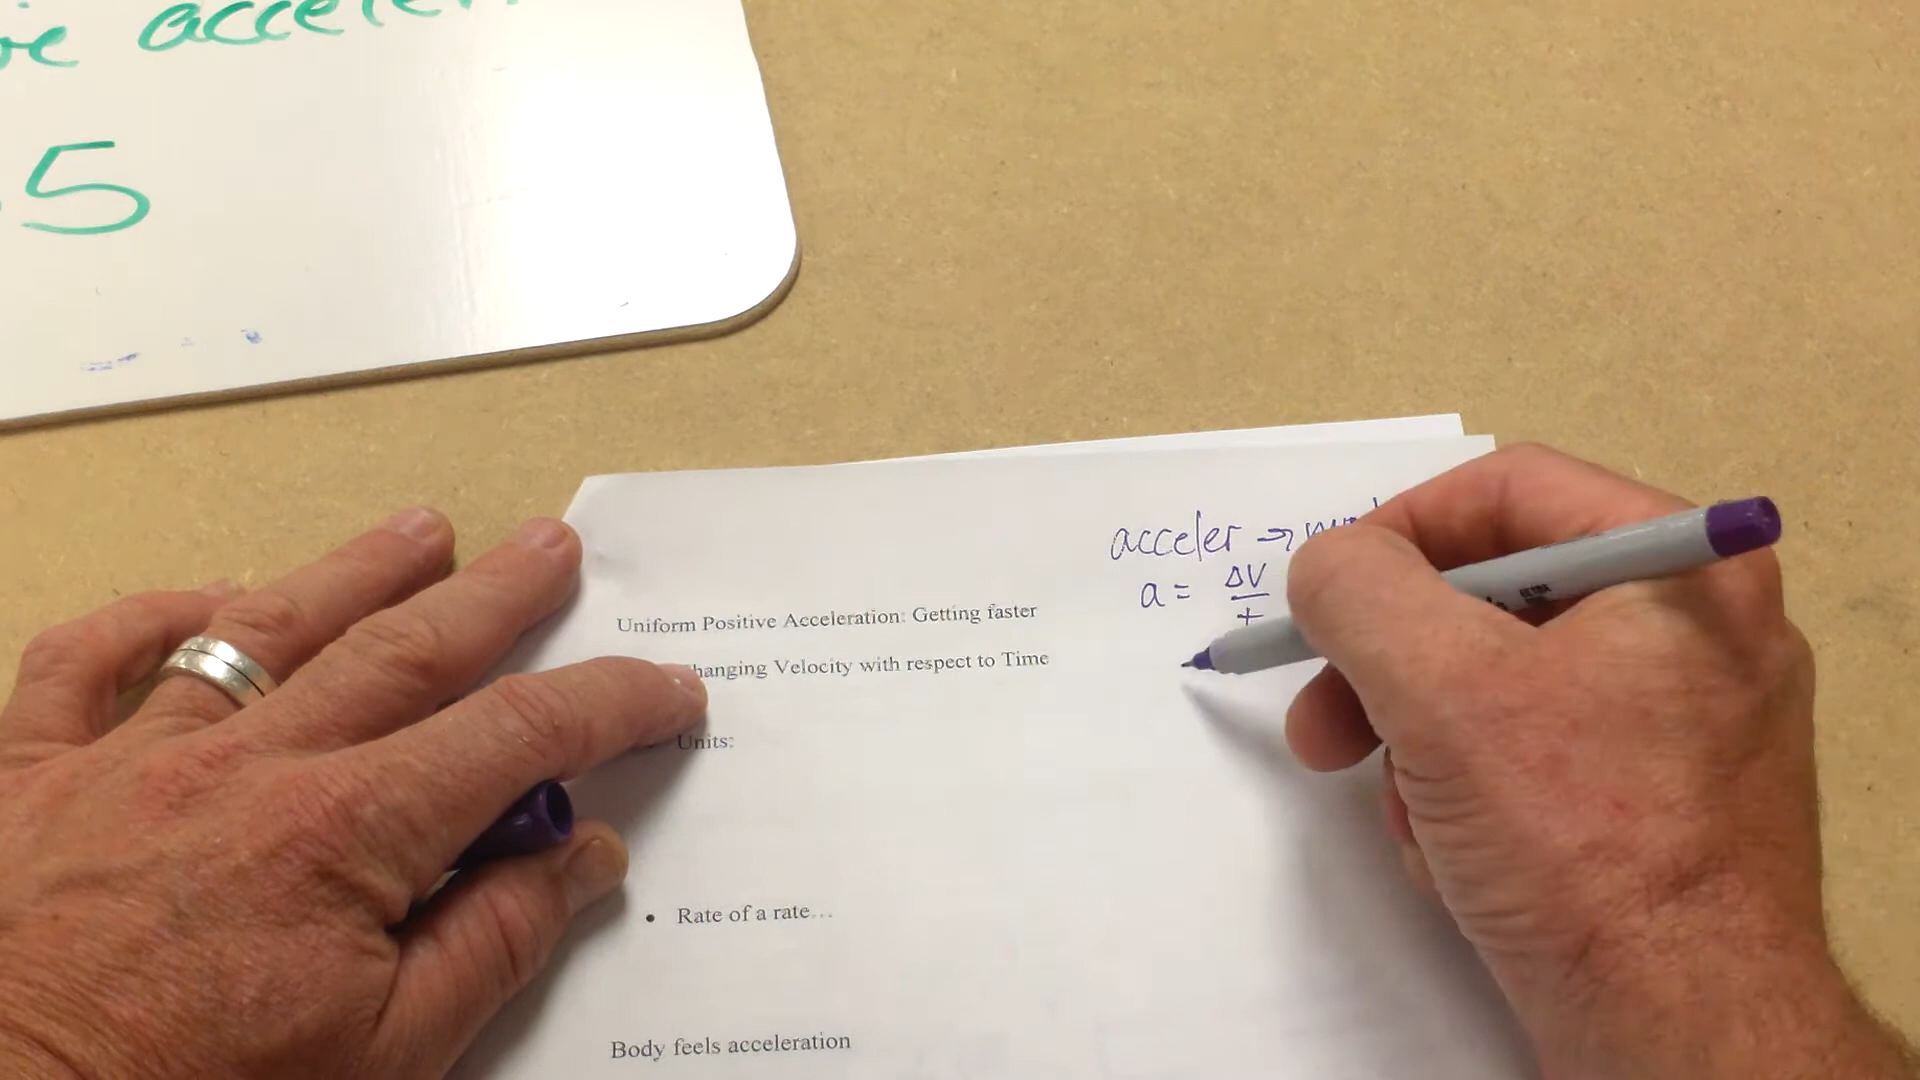 acceler
5
acceler →
a = ΔV
t
Uniform Positive Acceleration: Getting faster
hanging Velocity with respect to Time
Units:
• Rate of a rate...
Body feels acceleration